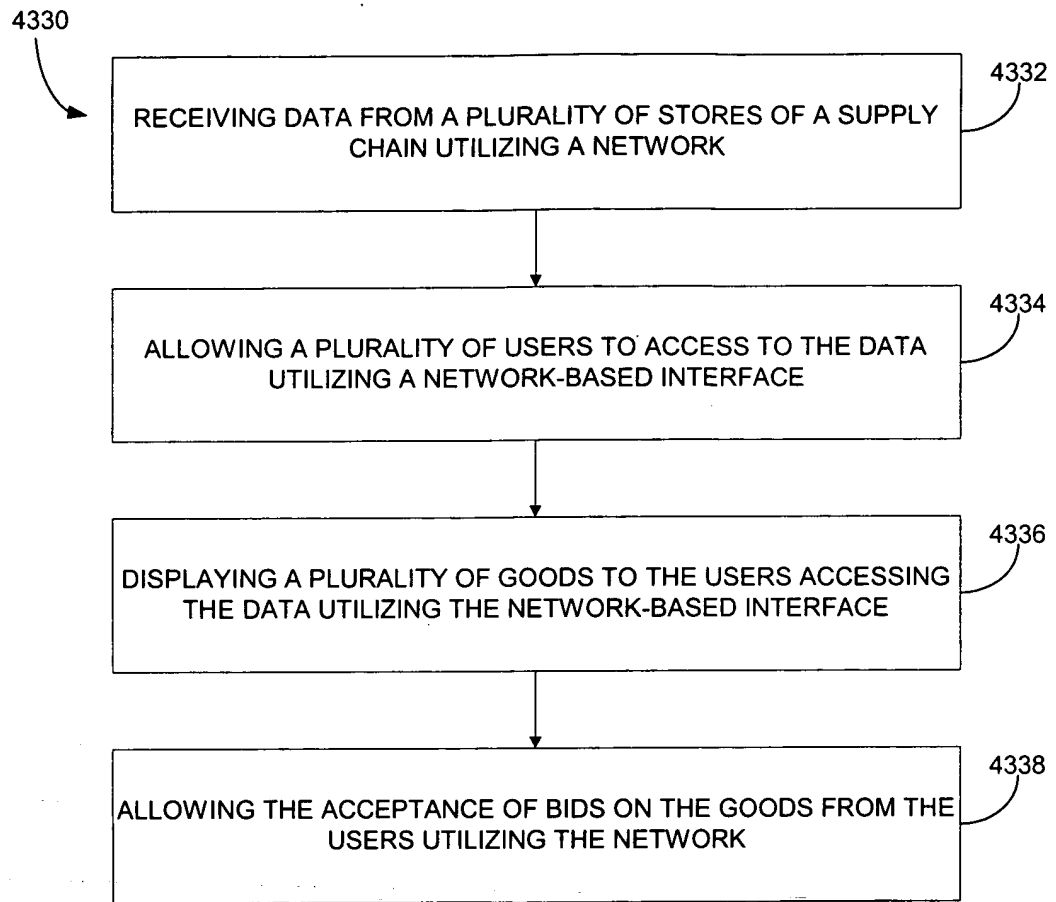 4330
RECEIVING DATA FROM A PLURALITY OF STORES OF A SUPPLY
CHAIN UTILIZING A NETWORK
4332
ALLOWING A PLURALITY OF USERS TO ACCESS TO THE DATA
UTILIZING A NETWORK-BASED INTERFACE
4334
DISPLAYING A PLURALITY OF GOODS TO THE USERS ACCESSING
THE DATA UTILIZING THE NETWORK-BASED INTERFACE
4336
ALLOWING THE ACCEPTANCE OF BIDS ON THE GOODS FROM THE
USERS UTILIZING THE NETWORK
4338